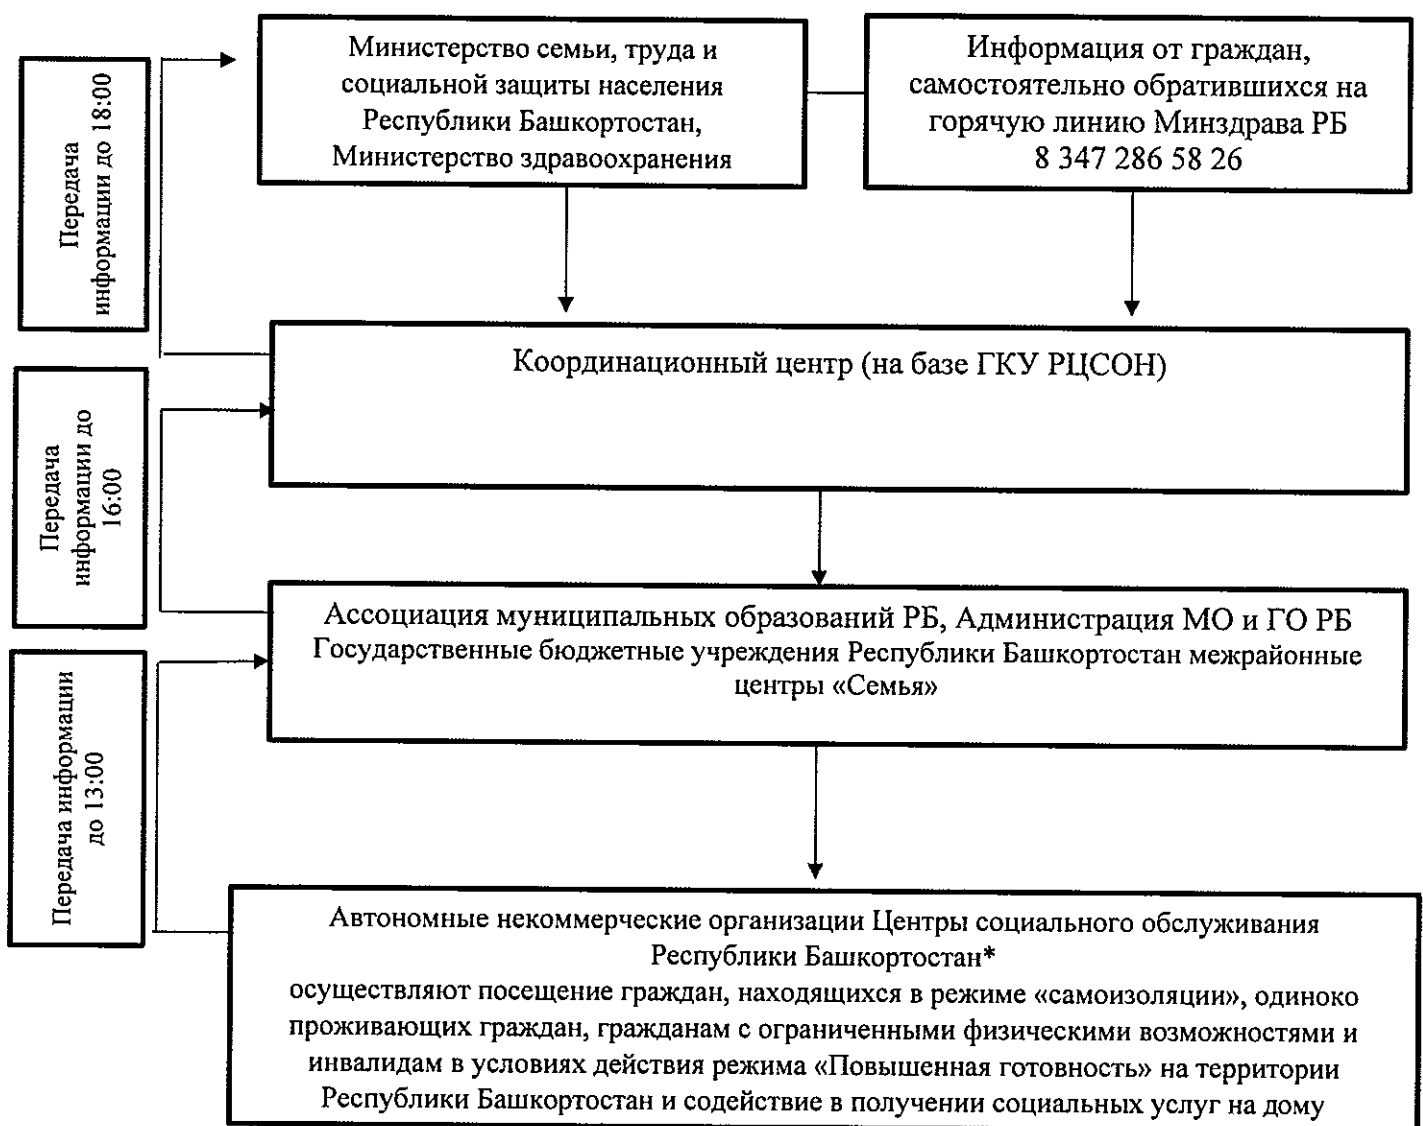 Министерство семьи, труда и
социальной защиты населения
Республики Башкортостан,
Министерство здравоохранения
Информация от граждан,
самостоятельно обратившихся на
горячую линию Минздрава РБ
8 347 286 58 26
Передача
информации до 18:00
Координационный центр (на базе ГКУ РЦСОН)
Передача
информации до
16:00
Ассоциация муниципальных образований РБ, Администрация МО и ГО РБ
Государственные бюджетные учреждения Республики Башкортостан межрайонные
центры «Семья»
Передача информации
до 13:00
Автономные некоммерческие организации Центры социального обслуживания
Республики Башкортостан*
осуществляют посещение граждан, находящихся в режиме «самоизоляции», одиноко
проживающих граждан, гражданам с ограниченными физическими возможностями и
инвалидам в условиях действия режима «Повышенная готовность» на территории
Республики Башкортостан и содействие в получении социальных услуг на дому